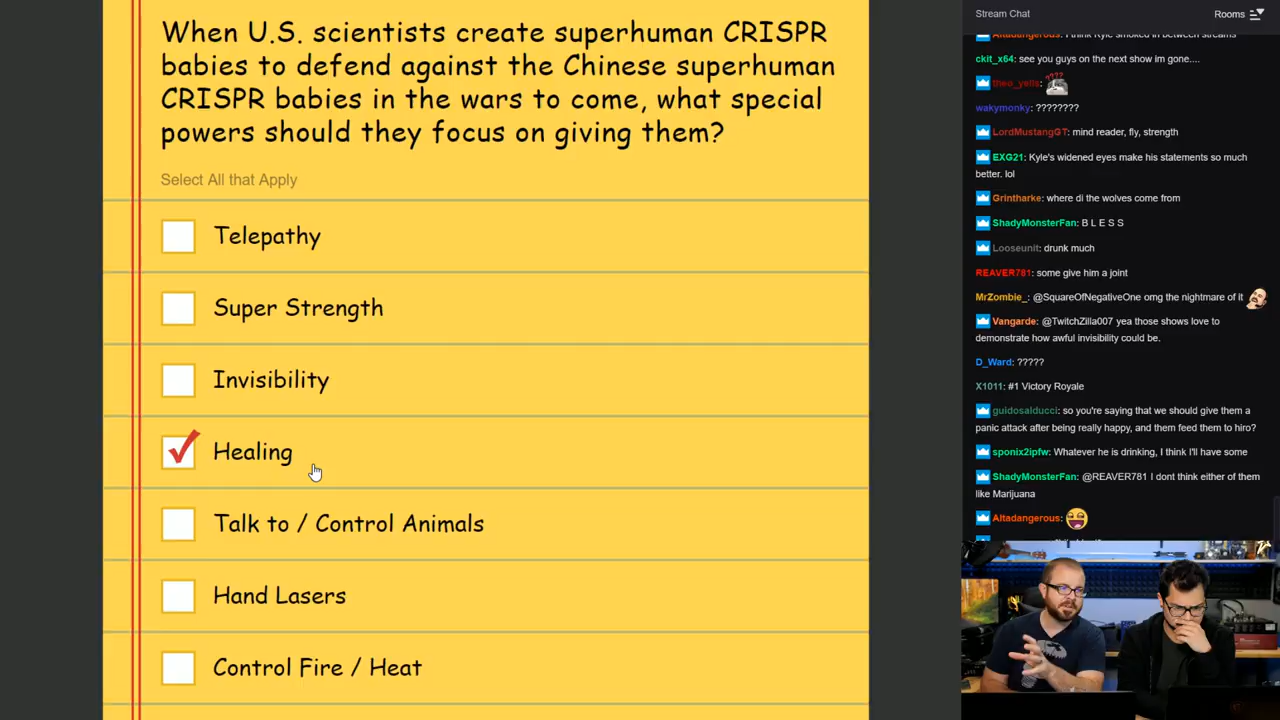 When U.S. scientists create superhuman CRISPR
babies to defend against the Chinese superhuman
CRISPR babies in the wars to come, what special
powers should they focus on giving them?
Select All that Apply
Telepathy
Super Strength
Invisibility
Healing
Talk to / Control Animals
Hand Lasers
Control Fire / Heat
Stream Chat
Rooms
Altadangerous: I think Kyle smoked in between streams
ckit_x64: see you guys on the next show im gone....
theo_yells:
wakymonky: ????????
LordMustangGT: mind reader, fly, strength
EXG21: Kyle's widened eyes make his statements so much
better. lol
Grintharke: where di the wolves come from
ShadyMonsterFan: B L E S S
Looseunit: drunk much
REAVER781: some give him a joint
MrZombie_: @SquareOfNegativeOne omg the nightmare of it
Vangarde: @TwitchZilla007 yea those shows love to
demonstrate how awful invisibility could be.
D_Ward: ?????
X1011: #1 Victory Royale
guidosalducci: so you're saying that we should give them a
panic attack after being really happy, and them feed them to hiro?
sponix2ipfw: Whatever he is drinking, I think I'll have some
ShadyMonsterFan: @REAVER781 I dont think either of them
like Marijuana
Altadangerous: